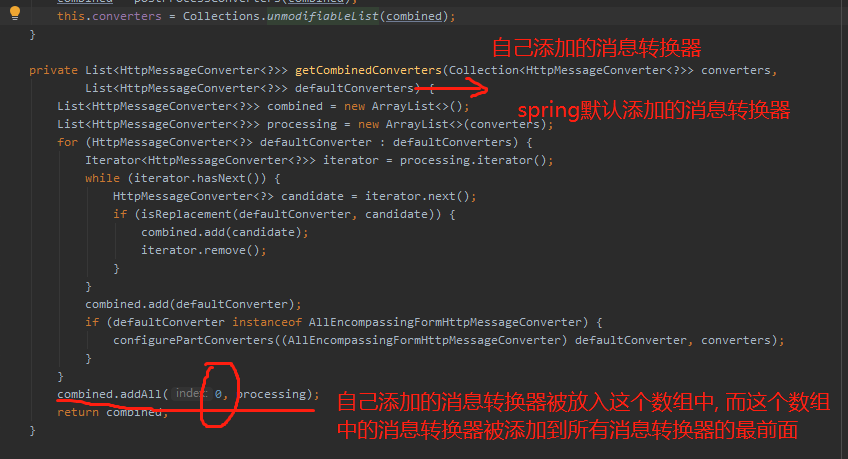 combined = postProcessConverters(combined);
this.converters = Collections.unmodifiableList(combined);
}
自己添加的消息转换器
private List<HttpMessageConverter<?>> getCombinedConverters(Collection<HttpMessageConverter<?>> converters,
List<HttpMessageConverter<?>> defaultConverters) {
List<HttpMessageConverter<?>> combined = new ArrayList<>();
spring默认添加的消息转换器
List<HttpMessageConverter<?>> processing = new ArrayList<>(converters);
for (HttpMessageConverter<?> defaultConverter : defaultConverters) {
Iterator<HttpMessageConverter<?>> iterator = processing.iterator();
while (iterator.hasNext()) {
HttpMessageConverter<?> candidate = iterator.next();
if (isReplacement(defaultConverter, candidate)) {
combined.add(candidate);
iterator.remove();
}
}
combined.add(defaultConverter);
if (defaultConverter instanceof AllEncompassingFormHttpMessageConverter) {
configurePartConverters((AllEncompassingFormHttpMessageConverter) defaultConverter, converters);
}
}
combined.addAll( index: 0, processing);
return combined;
}
自己添加的消息转换器被放入这个数组中, 而这个数组
中的消息转换器被添加到所有消息转换器的最前面